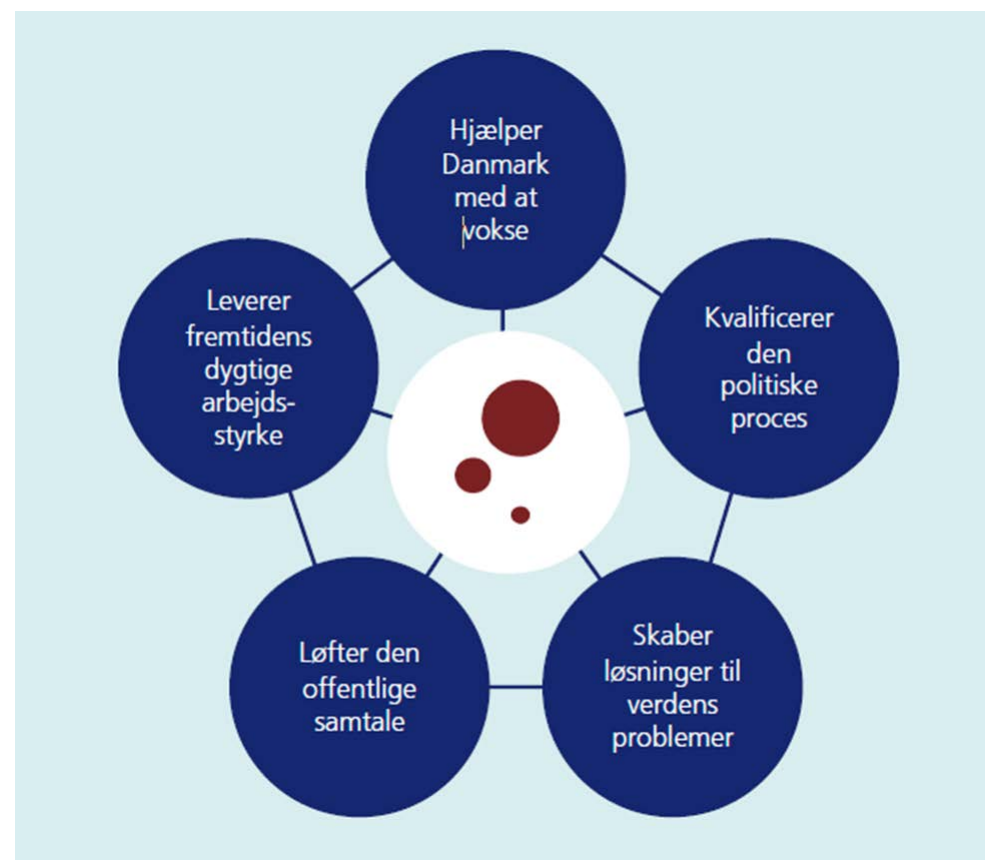 Hjælper
Danmark
med at
vokse
Kvalificerer
den
politiske
proces
Skaber
løsninger til
verdens
problemer
Løfter den
offentlige
samtale
Leverer
fremtidens
dygtige
arbejds-
styrke